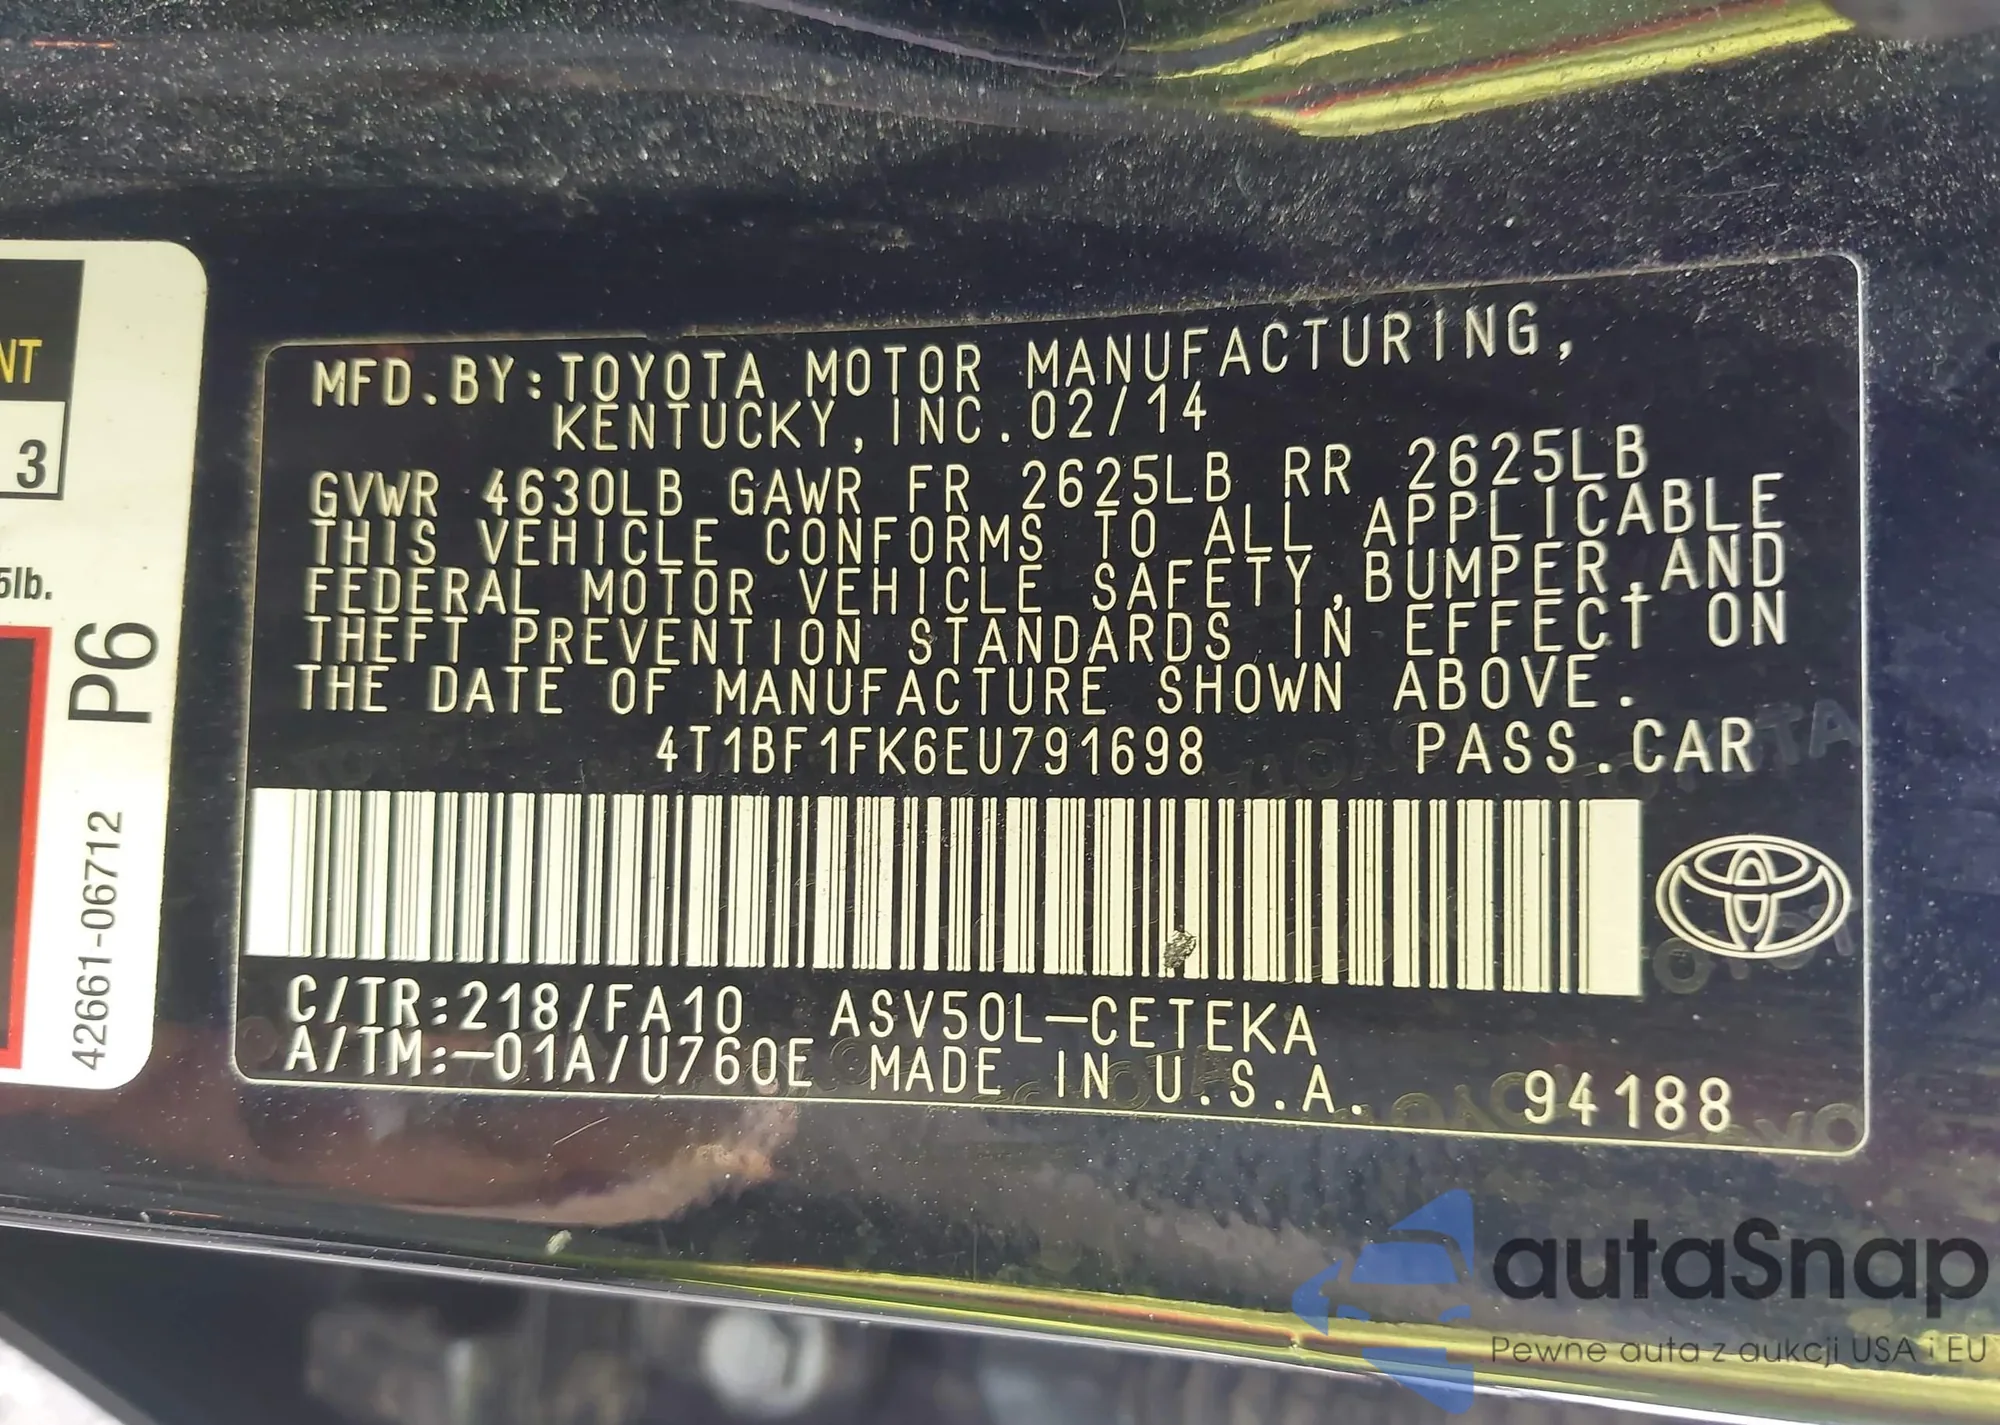 NT
3
5lb.
P6
42661-06712
MFD.BY:TOYOTA MOTOR MANUFACTURING,
KENTUCKY,INC.02/14
GVWR 4630LB GAWR FR 2625LB RR 2625LB
THIS VEHICLE CONFORMS TO ALL APPLICABLE
FEDERAL MOTOR VEHICLE SAFETY,BUMPER,AND
THEFT PREVENTION STANDARDS IN EFFECT ON
THE DATE OF MANUFACTURE SHOWN ABOVE.
4T1BF1FK6EU791698 PASS.CAR
C/TR:218/FA10 ASV50L-CETEKA
A/TM:-01A/U760E MADE IN U.S.A. 94188
autaSnap
Pewne auta z aukcji USA i EU